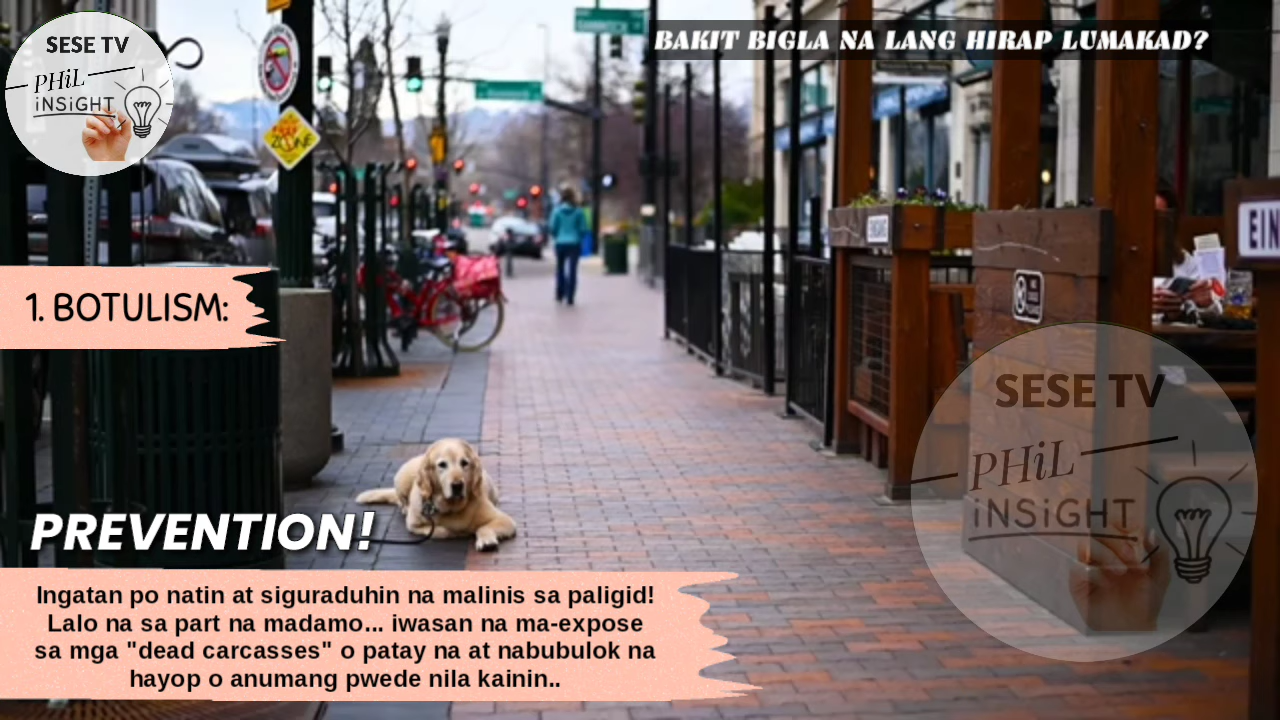 SESE TV
PHiL
iNSiGHT
BAKIT BIGLA NA LANG HIRAP LUMAKAD?
ZONE
1. BOTULISM:
EIN
SESE TV
PHiL
iNSiGHT
PREVENTION!
Ingatan po natin at siguraduhin na malinis sa paligid!
Lalo na sa part na madamo... iwasan na ma-expose
sa mga "dead carcasses" o patay na at nabubulok na
hayop o anumang pwede nila kainin..